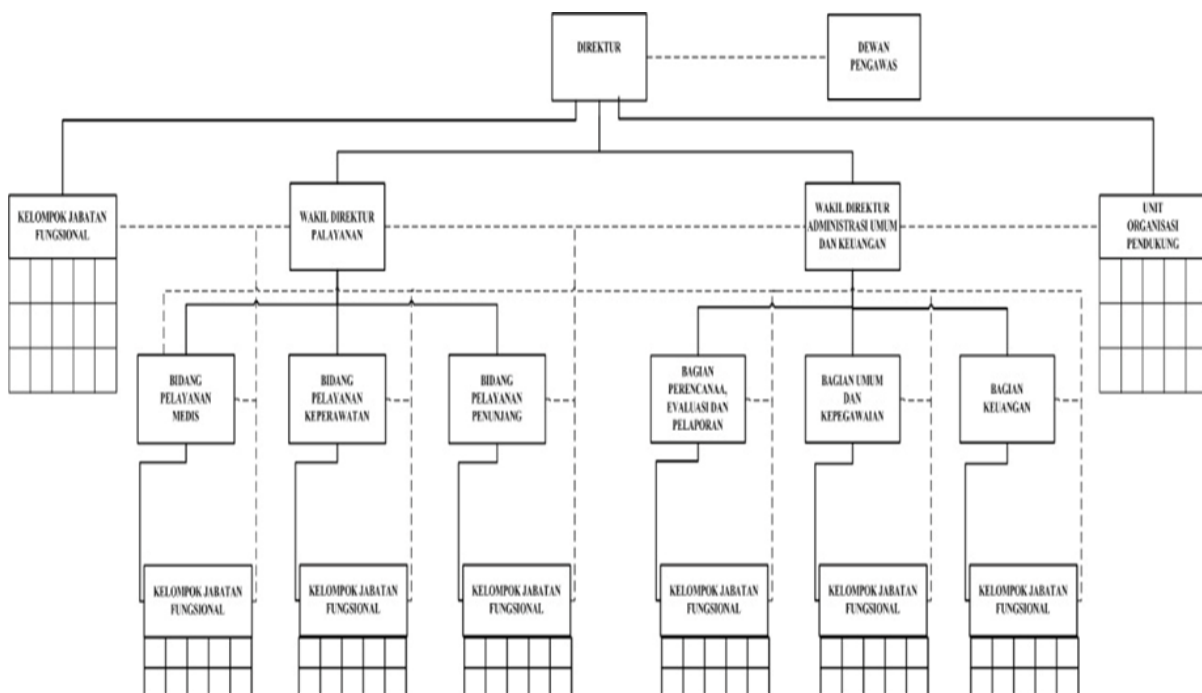 DIREKTUR
DEWAN
PENGAWAS
KELOMPOK JABATAN
FUNGSIONAL
WAKIL DIREKTUR
PALAYANAN
WAKIL DIREKTUR
ADMINISTRASI UMUM
DAN KEUANGAN
UNIT
ORGANISASI
PENDUKUNG
BIDANG
PELAYANAN
MEDIS
BIDANG
PELAYANAN
KEPERAWATAN
BIDANG
PELAYANAN
PENUNJANG
BAGIAN
PERENCANAA,
EVALUASI DAN
PELAPORAN
BAGIAN UMUM
DAN
KEPEGAWAIAN
BAGIAN
KEUANGAN
KELOMPOK JABATAN
FUNGSIONAL
KELOMPOK JABATAN
FUNGSIONAL
KELOMPOK JABATAN
FUNGSIONAL
KELOMPOK JABATAN
FUNGSIONAL
KELOMPOK JABATAN
FUNGSIONAL
KELOMPOK JABATAN
FUNGSIONAL